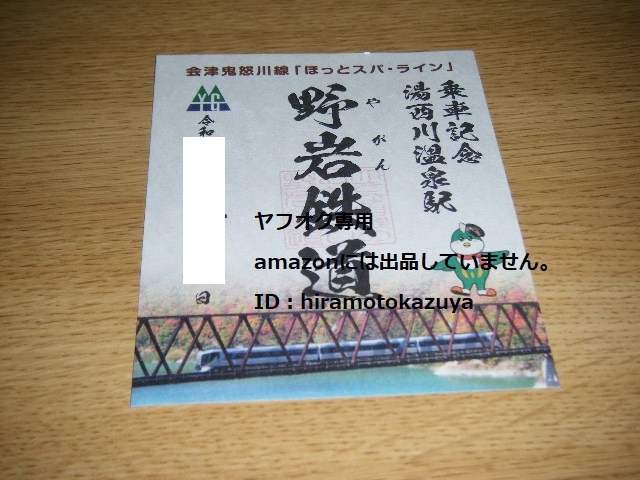 会津鬼怒川線「ほっとスパ・ライン」
乗車記念
湯西川温泉駅
野岩鉄道
やがん
令和
日
ヤフオク専用
amazonには出品していません。
ID:hiramotokazuya